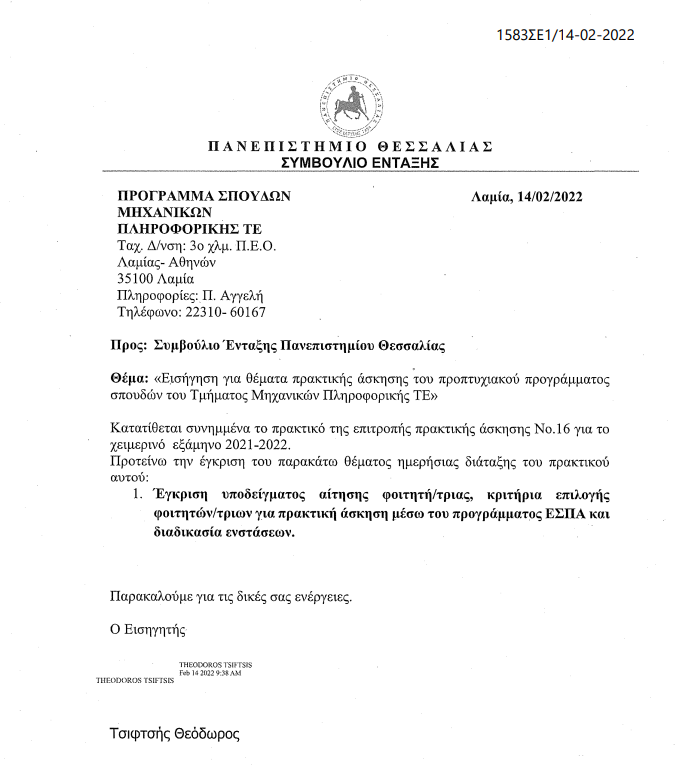 1583ΣΕ1/14-02-2022
ΠΑΝΕΠΙΣΤΗΜΙΟ ΘΕΣΣΑΛΙΑΣ
ΠΑΝΕΠΙΣΤΗΜΙΟ ΘΕΣΣΑΛΙΑΣ
ΣΥΜΒΟΥΛΙΟ ΕΝΤΑΞΗΣ
ΠΡΟΓΡΑΜΜΑ ΣΠΟΥΔΩΝ
ΜΗΧΑΝΙΚΩΝ
ΠΛΗΡΟΦΟΡΙΚΗΣ ΤΕ
Ταχ. Δ/νση: 3ο χλμ. Π.Ε.Ο.
Λαμίας- Αθηνών
35100 Λαμία
Πληροφορίες: Π. Αγγελή
Τηλέφωνο: 22310- 60167
Λαμία, 14/02/2022
Προς: Συμβούλιο Ένταξης Πανεπιστημίου Θεσσαλίας
Θέμα: «Εισήγηση για θέματα πρακτικής άσκησης του προπτυχιακού προγράμματος
σπουδών του Τμήματος Μηχανικών Πληροφορικής ΤΕ»
Κατατίθεται συνημμένα το πρακτικό της επιτροπής πρακτικής άσκησης Νο.16 για το
χειμερινό εξάμηνο 2021-2022.
Προτείνω την έγκριση του παρακάτω θέματος ημερήσιας διάταξης του πρακτικού
αυτού:
1. Έγκριση υποδείγματος αίτησης φοιτητή/τριας, κριτήρια επιλογής
φοιτητών/τριων για πρακτική άσκηση μέσω του προγράμματος ΕΣΠΑ και
διαδικασία ενστάσεων.
Παρακαλούμε για τις δικές σας ενέργειες.
Ο Εισηγητής
THEODOROS TSIFTSIS
THEODOROS TSIFTSIS
Feb 14 2022 9:38 AM
Τσιφτσής Θεόδωρος